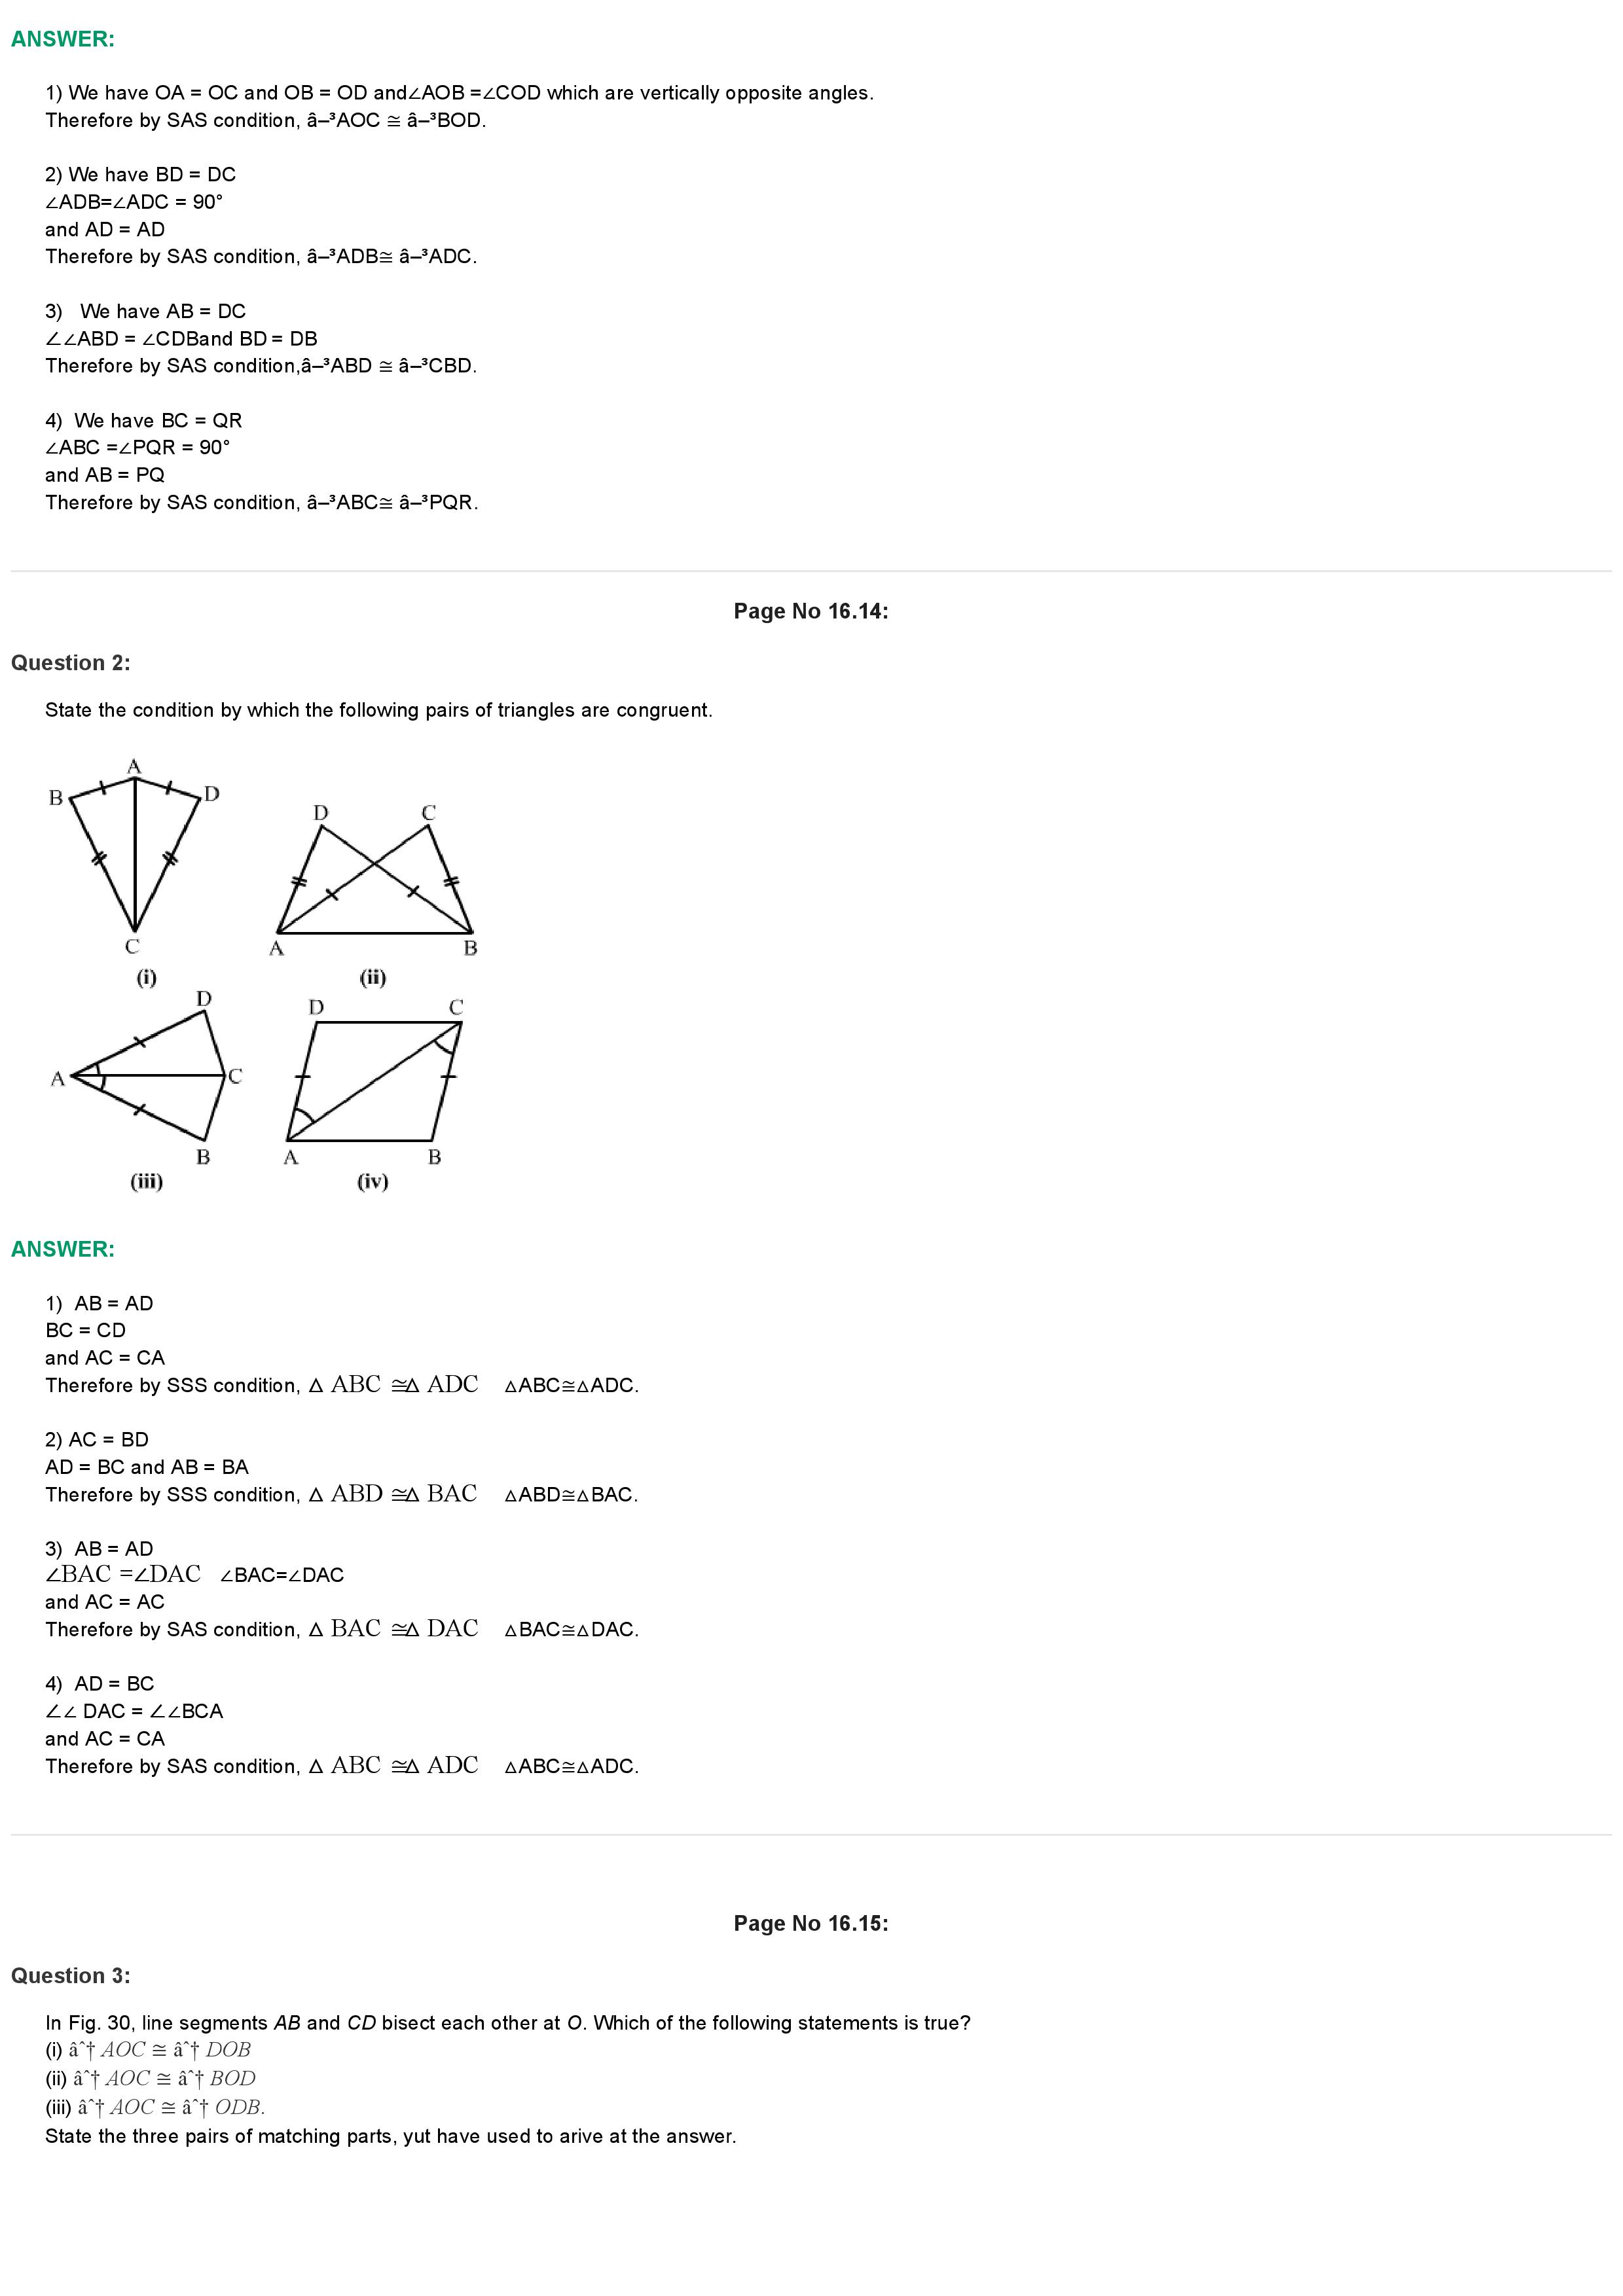 ANSWER:
1) We have OA = OC and OB = OD and∠AOB =∠COD which are vertically opposite angles.
Therefore by SAS condition, â–³AOC ≅ â–³BOD.
2) We have BD = DC
∠ADB=∠ADC = 90°
and AD = AD
Therefore by SAS condition, â–³ADB≅ â–³ADC.
3) We have AB = DC
∠∠ABD = ∠CDBand BD = DB
Therefore by SAS condition,â–³ABD ≅ â–³CBD.
4) We have BC = QR
∠ABC =∠PQR = 90°
and AB = PQ
Therefore by SAS condition, â–³ABC≅ â–³PQR.
Page No 16.14:
Question 2:
State the condition by which the following pairs of triangles are congruent.
A
B D
D C
C
A B
(i) (ii)
D
D C
A C
B
A B
(iii) (iv)
ANSWER:
1) AB = AD
BC = CD
and AC = CA
Therefore by SSS condition, △ ABC ≅△ ADC △ABC≅△ADC.
2) AC = BD
AD = BC and AB = BA
Therefore by SSS condition, △ ABD ≅△ BAC △ABD≅△BAC.
3) AB = AD
∠BAC =∠DAC ∠BAC=∠DAC
and AC = AC
Therefore by SAS condition, △ BAC ≅△ DAC △BAC≅△DAC.
4) AD = BC
∠∠ DAC = ∠∠BCA
and AC = CA
Therefore by SAS condition, △ ABC ≅△ ADC △ABC≅△ADC.
Page No 16.15:
Question 3:
In Fig. 30, line segments AB and CD bisect each other at O. Which of the following statements is true?
(i) âˆ† AOC ≅ âˆ† DOB
(ii) âˆ† AOC ≅ âˆ† BOD
(iii) âˆ† AOC ≅ âˆ† ODB.
State the three pairs of matching parts, yut have used to arive at the answer.